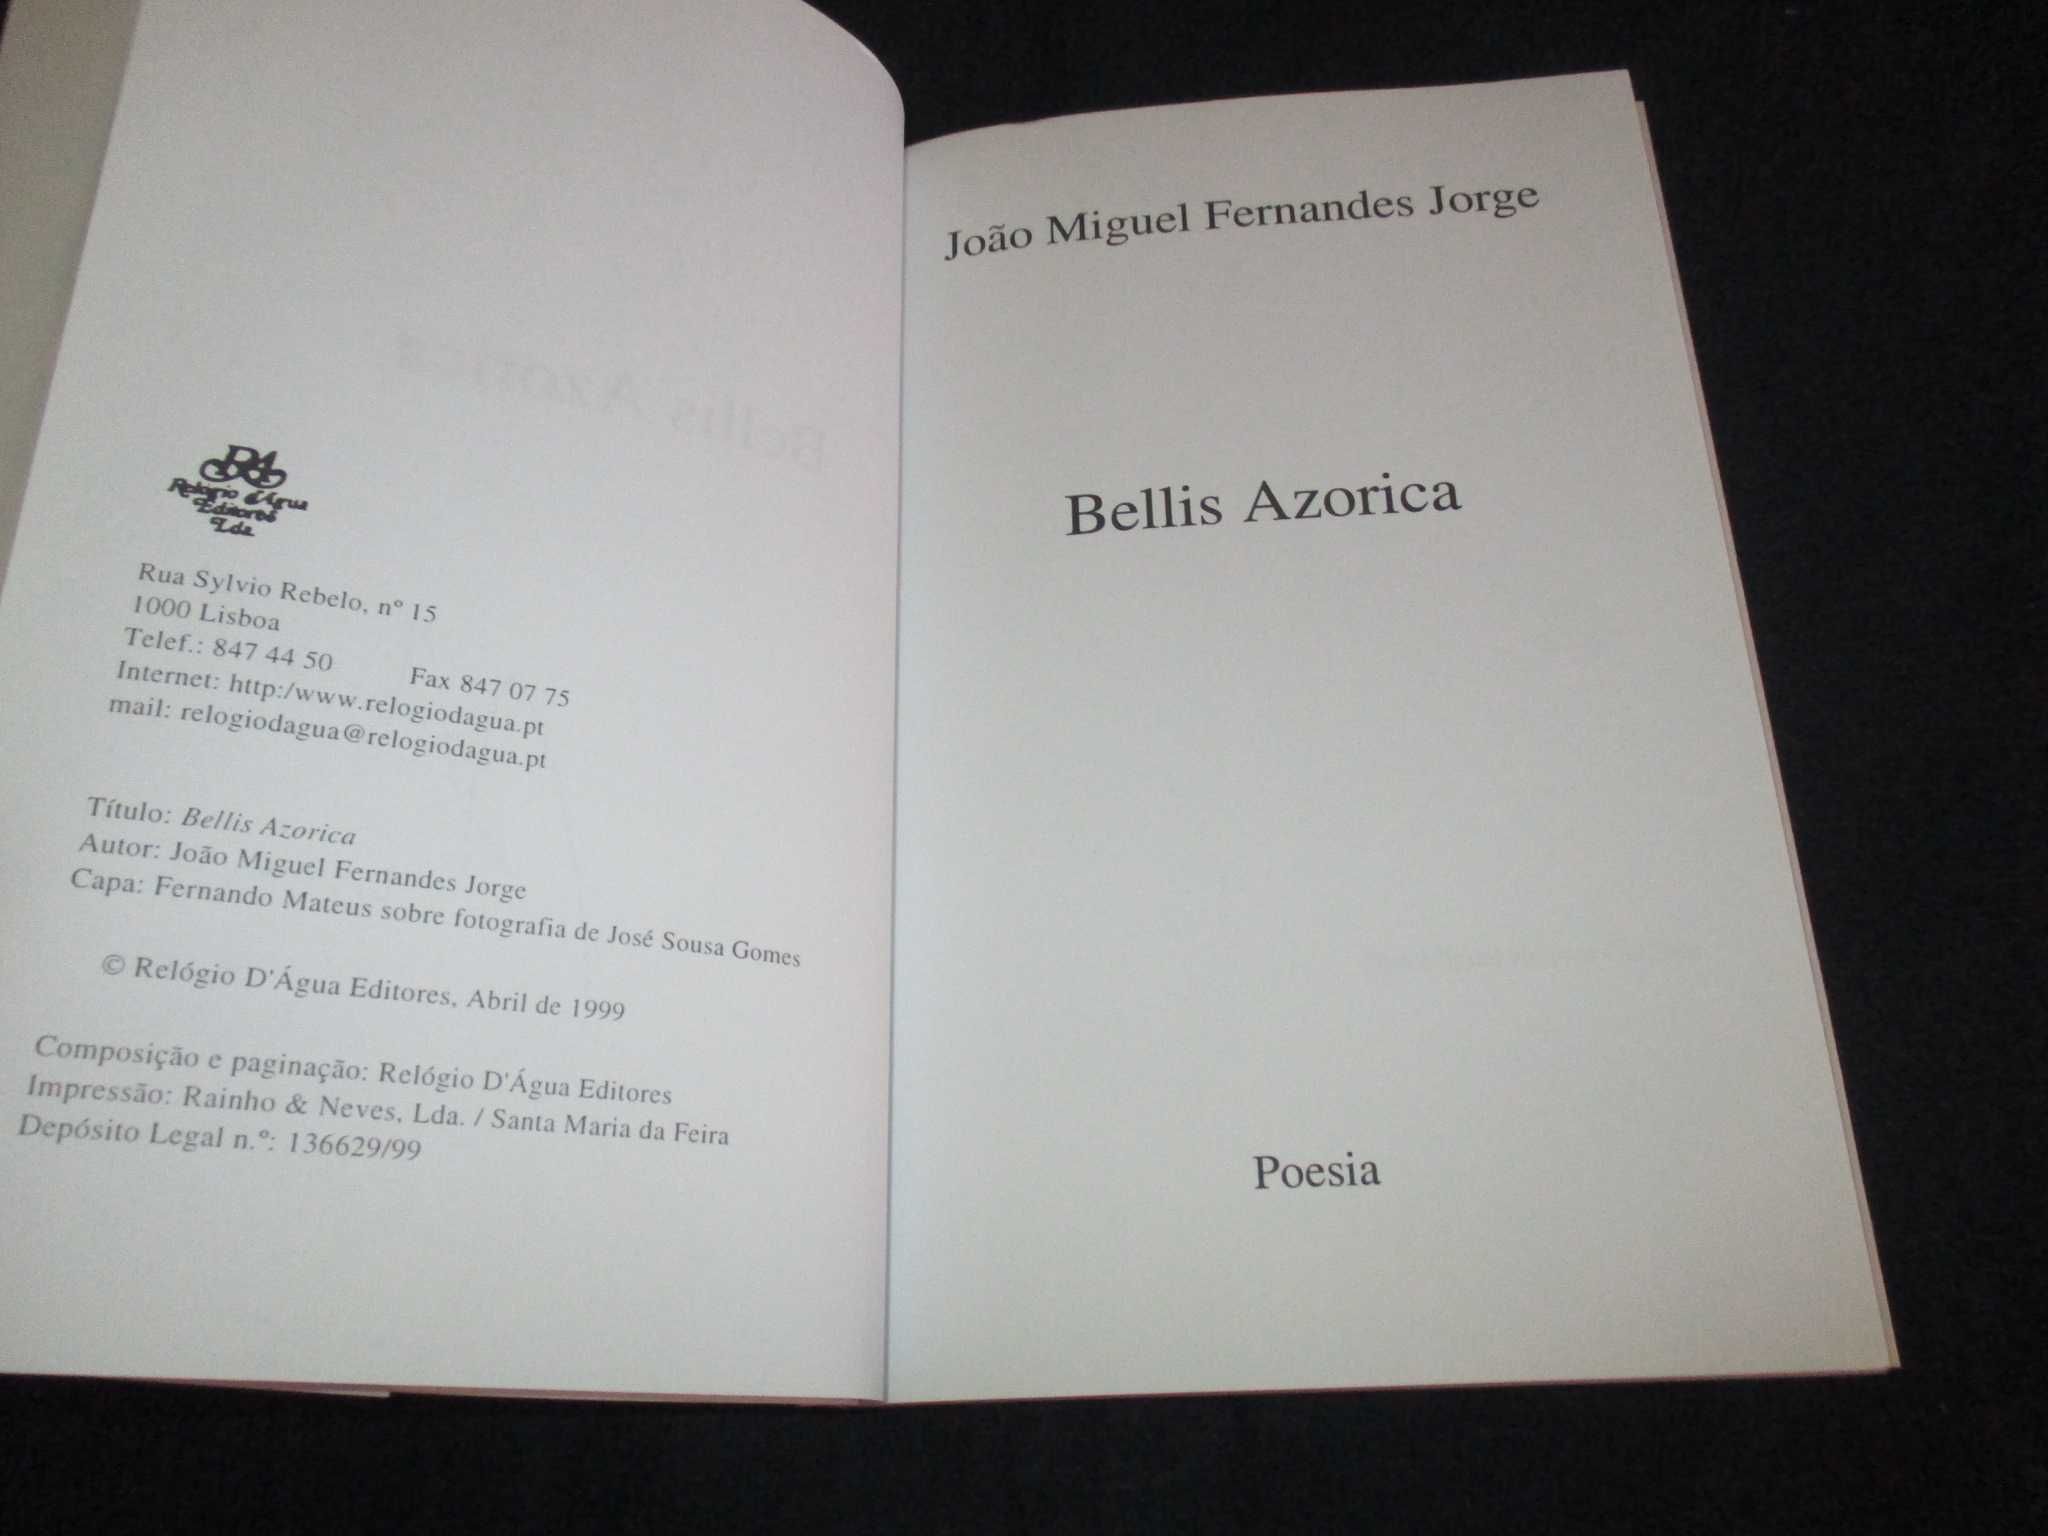 RA
Relógio d'Água
Editores
Lda
Rua Sylvio Rebelo, nº 15
1000 Lisboa
Telef.: 847 44 50 Fax 847 07 75
Internet: http:/www.relogiodagua.pt
mail: relogiodagua@relogiodagua.pt
Título: Bellis Azorica
Autor: João Miguel Fernandes Jorge
Capa: Fernando Mateus sobre fotografia de José Sousa Gomes
© Relógio D'Água Editores, Abril de 1999
Composição e paginação: Relógio D'Água Editores
Impressão: Rainho & Neves, Lda. / Santa Maria da Feira
Depósito Legal n.º: 136629/99
João Miguel Fernandes Jorge
Bellis Azorica
Poesia